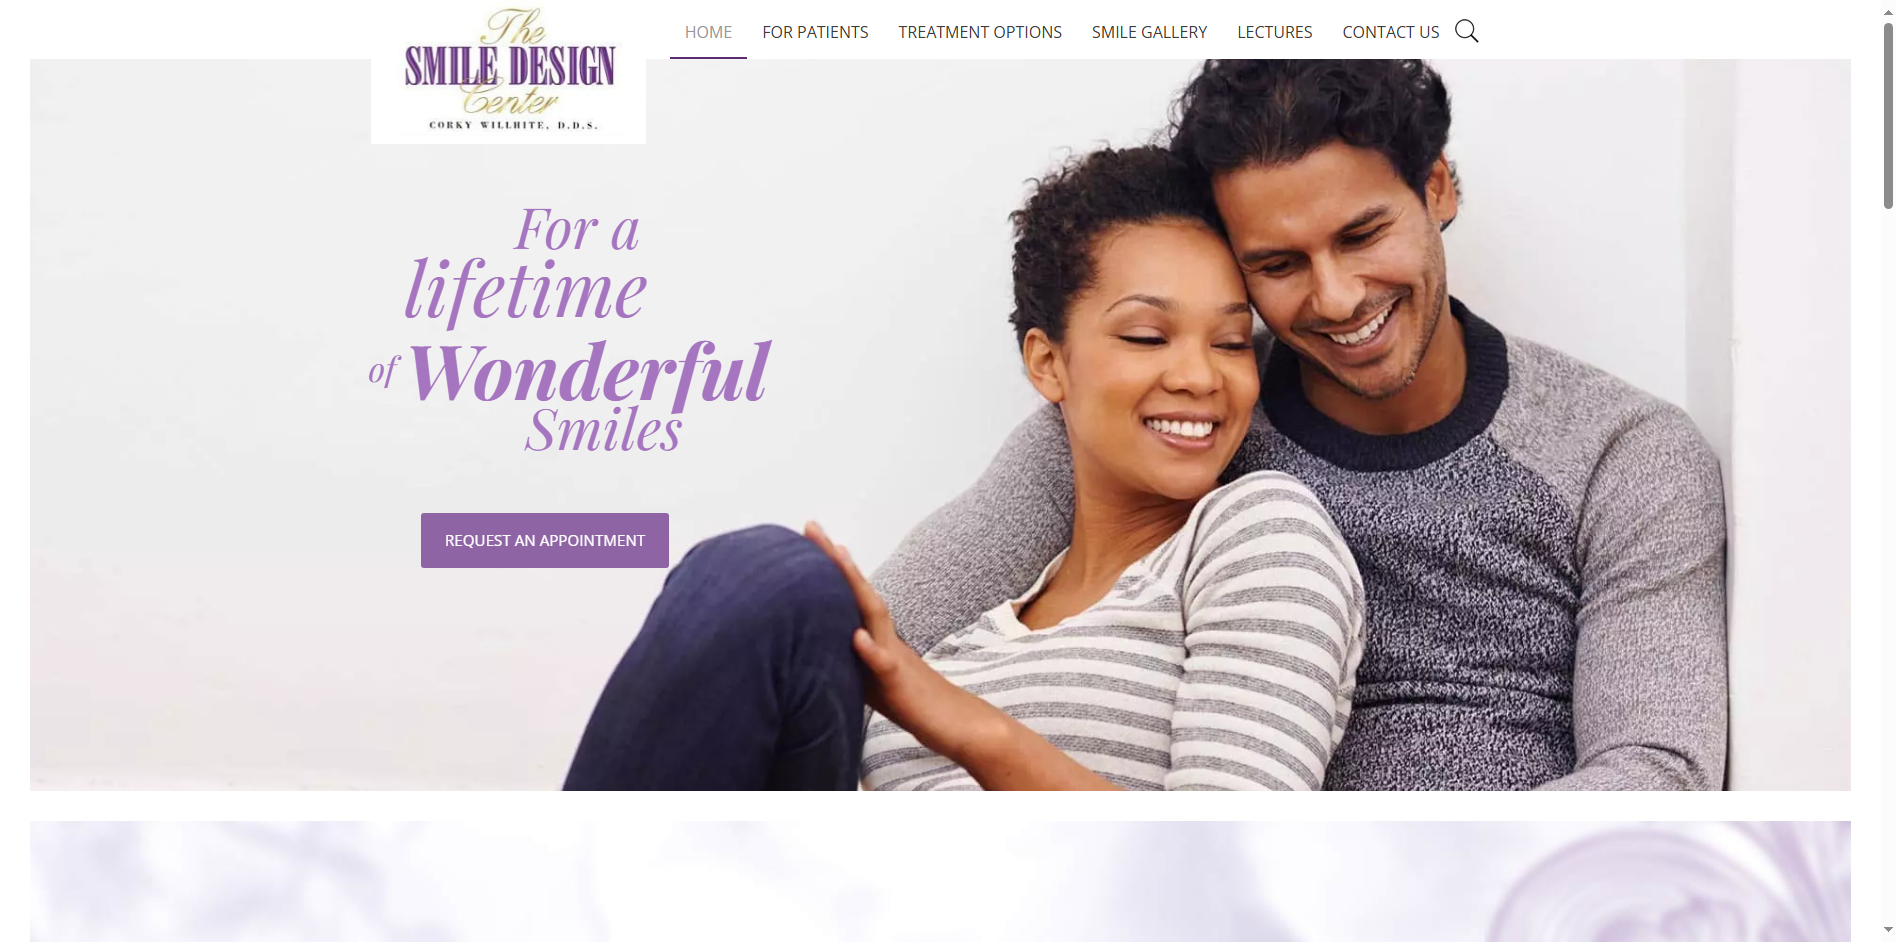 The
SMILE DESIGN
Center
CORKY WILLHITE, D.D.S.
HOME
FOR PATIENTS
TREATMENT OPTIONS
SMILE GALLERY
LECTURES
CONTACT US
For a
lifetime
of Wonderful
Smiles
REQUEST AN APPOINTMENT